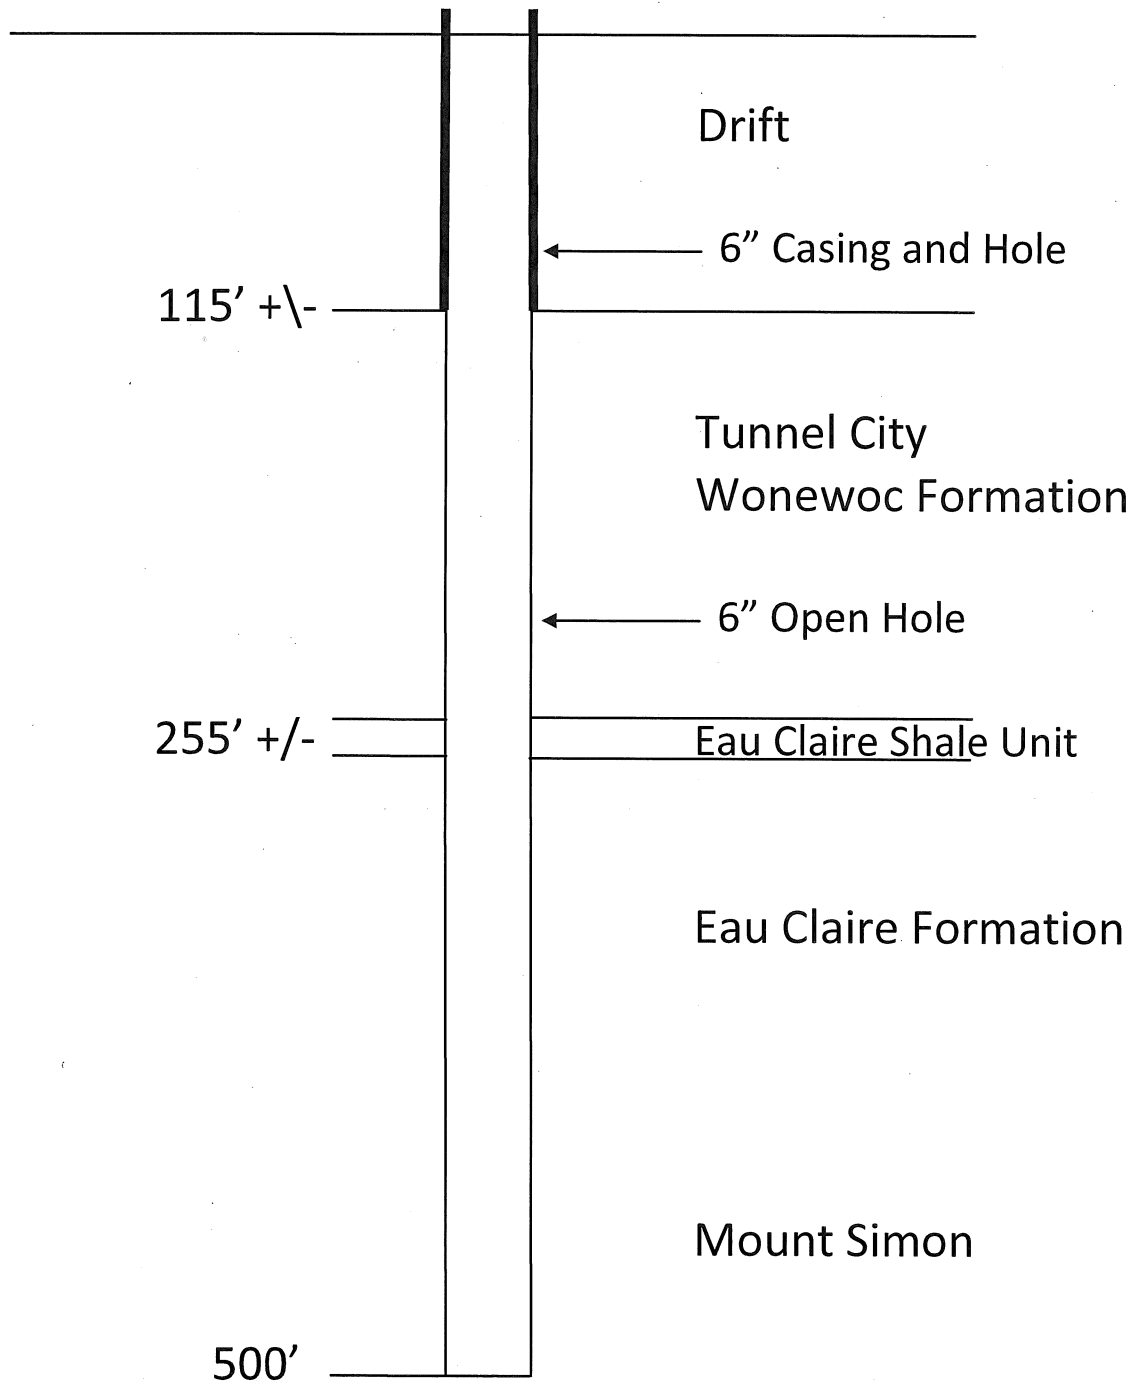 Drift
6” Casing and Hole
115’ +\-
Tunnel City
Wonewoc Formation
6” Open Hole
255’ +/-
Eau Claire Shale Unit
Eau Claire Formation
Mount Simon
500’